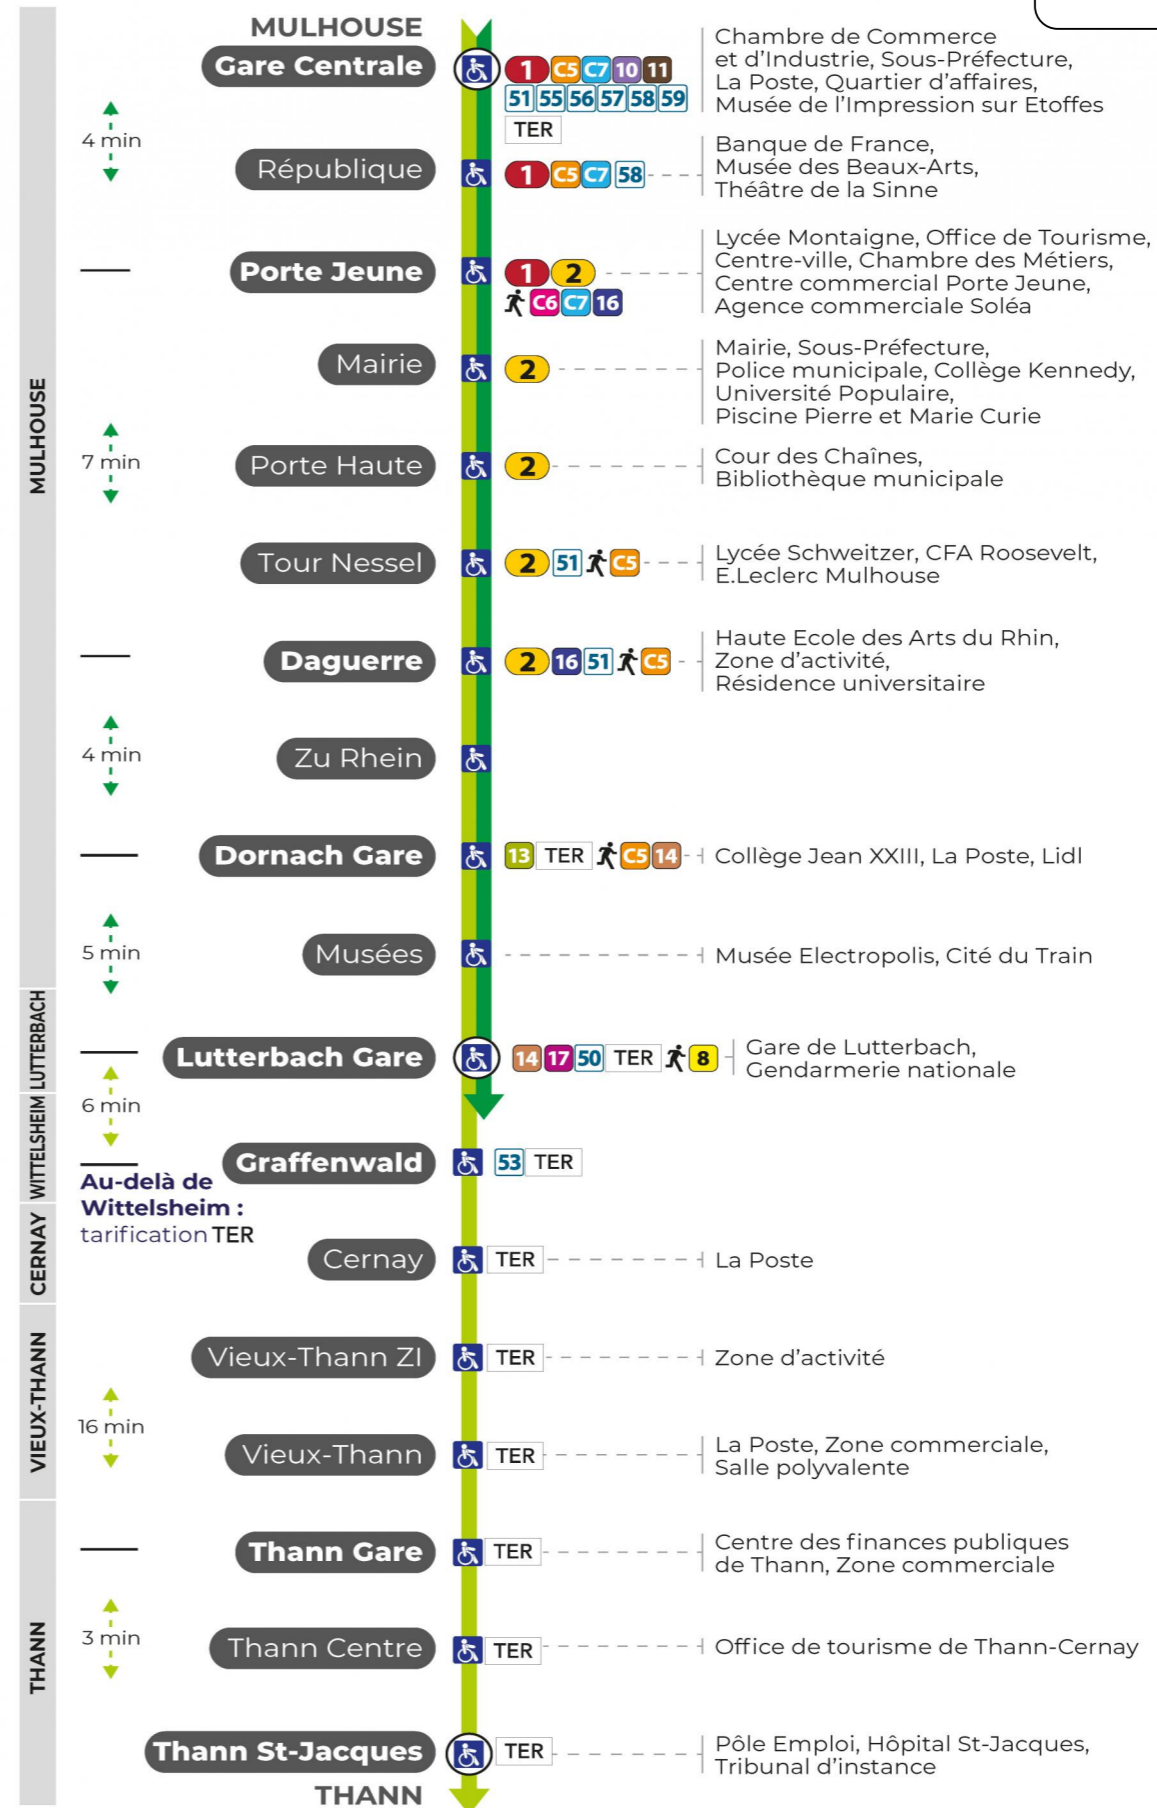 MULHOUSE
Gare Centrale
1 C5 C7 10 11
51 55 56 57 58 59
TER
Chambre de Commerce
et d’Industrie, Sous-Préfecture,
La Poste, Quartier d’affaires,
Musée de l’Impression sur Etoffes
4 min
République
1 C5 C7 58
Banque de France,
Musée des Beaux-Arts,
Théâtre de la Sinne
Porte Jeune
1 2
C6 C7 16
Lycée Montaigne, Office de Tourisme,
Centre-ville, Chambre des Métiers,
Centre commercial Porte Jeune,
Agence commerciale Soléa
Mairie
2
Mairie, Sous-Préfecture,
Police municipale, Collège Kennedy,
Université Populaire,
Piscine Pierre et Marie Curie
MULHOUSE
7 min
Porte Haute
2
Cour des Chaînes,
Bibliothèque municipale
Tour Nessel
2 51 C5
Lycée Schweitzer, CFA Roosevelt,
E.Leclerc Mulhouse
Daguerre
2 16 51 C5
Haute Ecole des Arts du Rhin,
Zone d’activité,
Résidence universitaire
4 min
Zu Rhein
Dornach Gare
13 TER C5 14
Collège Jean XXIII, La Poste, Lidl
5 min
Musées
Musée Electropolis, Cité du Train
LUTTERBACH
Lutterbach Gare
14 17 50 TER 8
Gare de Lutterbach,
Gendarmerie nationale
6 min
WITTELSHEIM
Graffenwald
53 TER
Au-delà de
Wittelsheim :
tarification TER
CERNAY
Cernay
TER
La Poste
VIEUX-THANN
Vieux-Thann ZI
TER
Zone d’activité
16 min
Vieux-Thann
TER
La Poste, Zone commerciale,
Salle polyvalente
Thann Gare
TER
Centre des finances publiques
de Thann, Zone commerciale
THANN
3 min
Thann Centre
TER
Office de tourisme de Thann-Cernay
Thann St-Jacques
TER
Pôle Emploi, Hôpital St-Jacques,
Tribunal d’instance
THANN